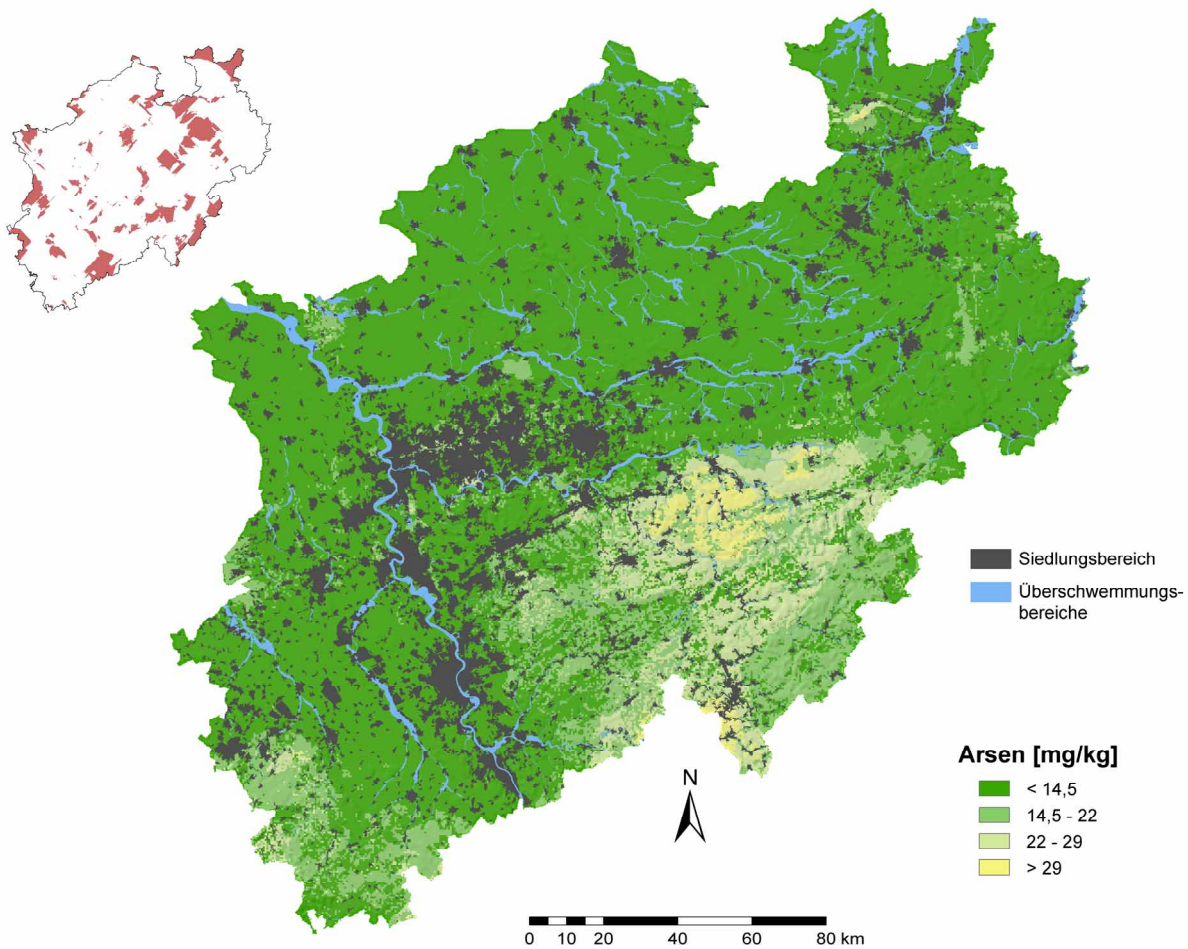 Siedlungsbereich
Überschwemmungs-
bereiche
Arsen [mg/kg]
< 14,5
14,5 - 22
22 - 29
> 29
N
0 10 20 40 60 80 km